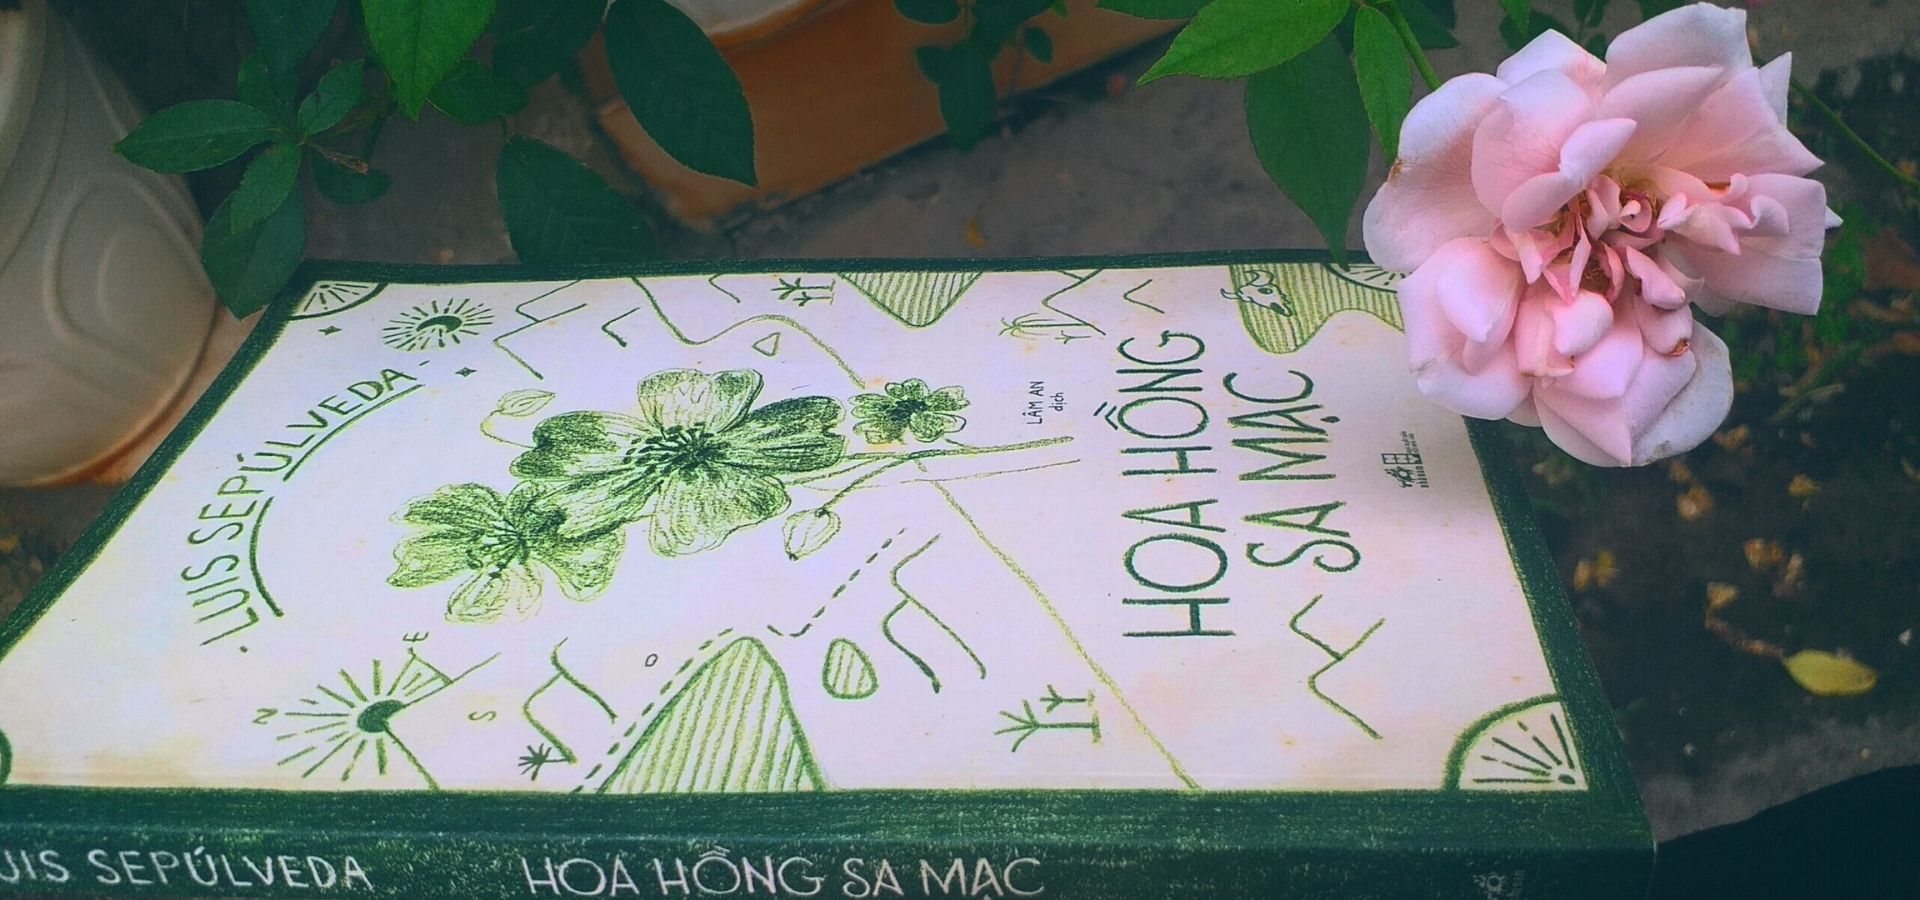 LUIS SEPÚLVEDA
N
E
S
LÂM AN
dịch
HOA HỒNG
SA MẠC
UIS SEPÚLVEDA HOA HỒNG SA MẠC